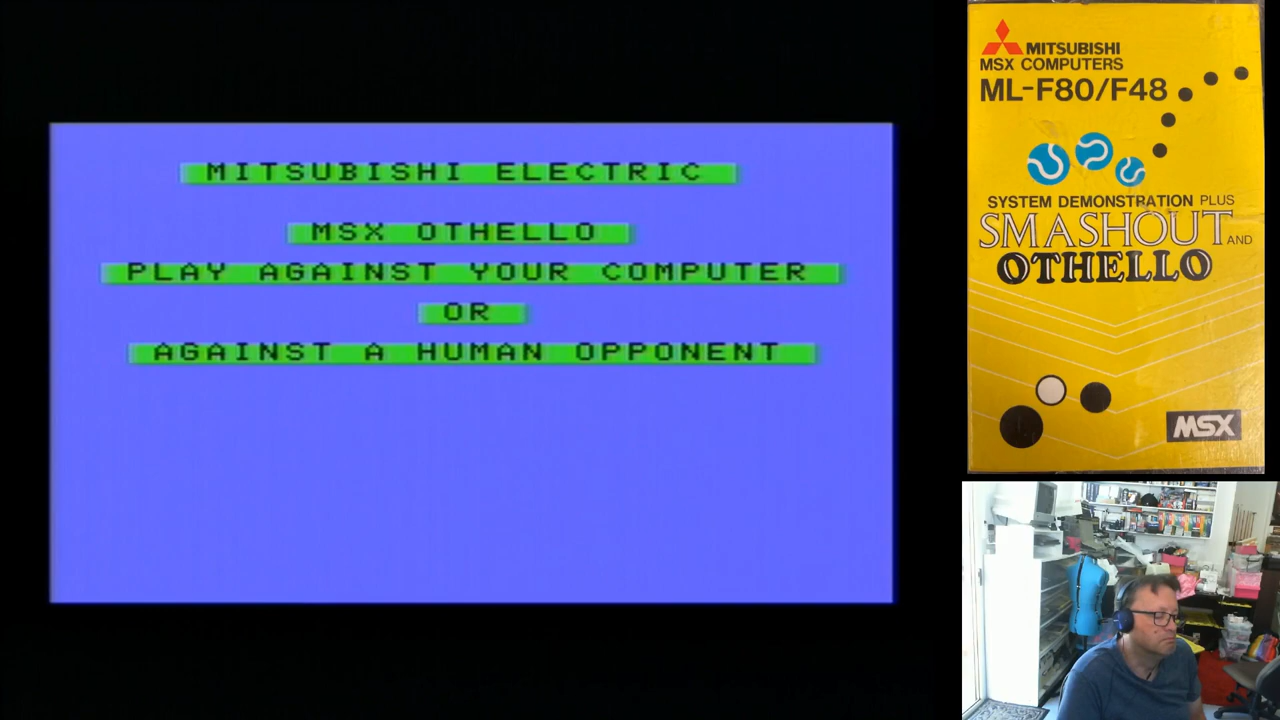 MITSUBISHI ELECTRIC
MSX OTHELLO
PLAY AGAINST YOUR COMPUTER
OR
AGAINST A HUMAN OPPONENT
MITSUBISHI
MSX COMPUTERS
ML-F80/F48
SYSTEM DEMONSTRATION PLUS
SMASHOUT AND
OTHELLO
MSX